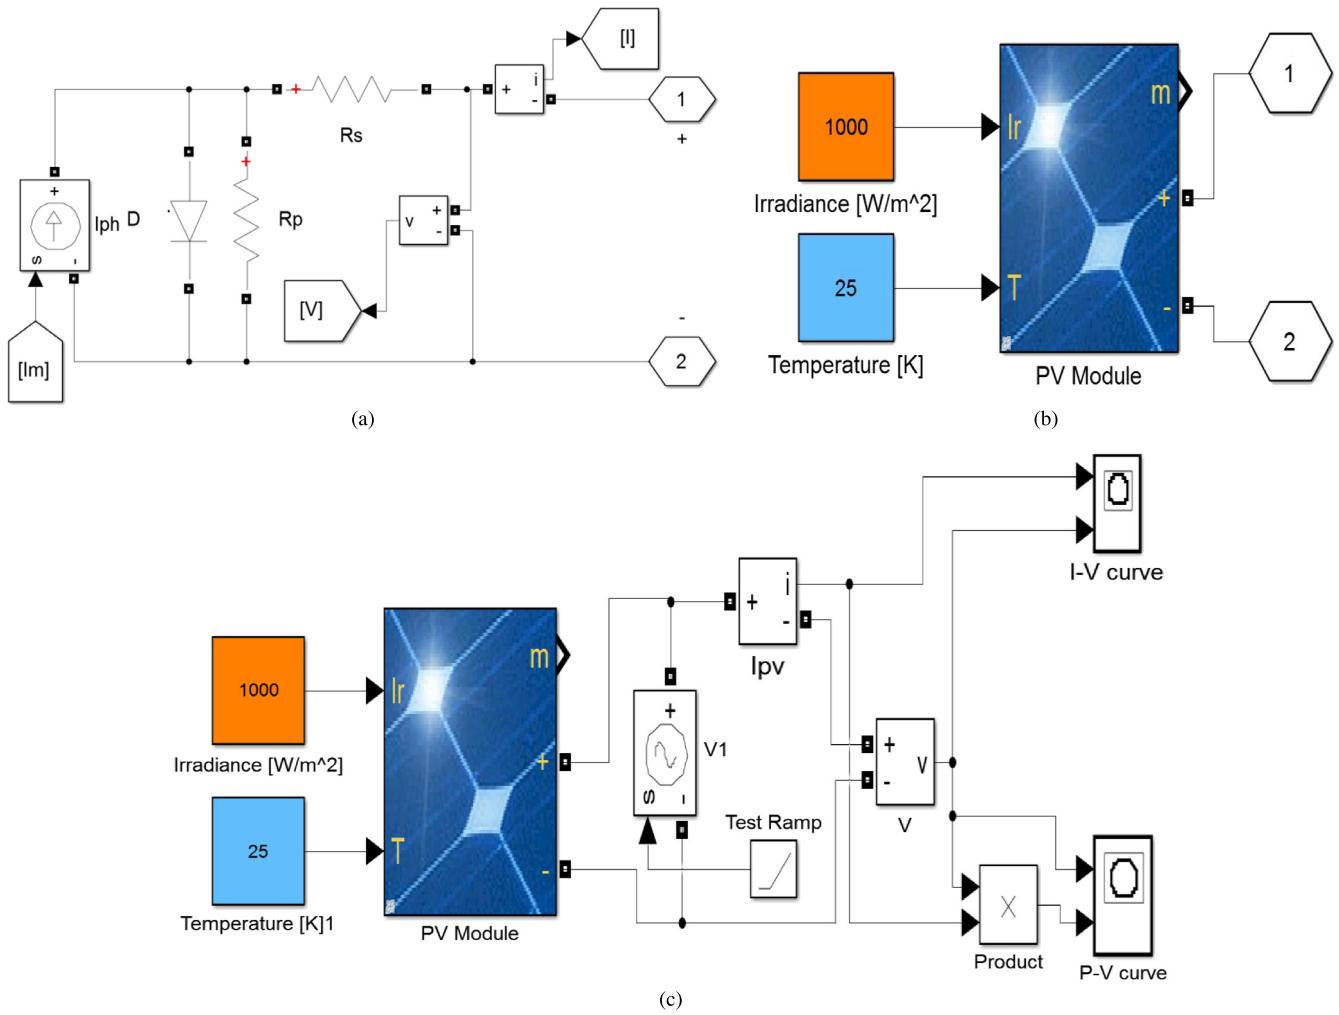 [I]
+ i
-
1
+
+ Rs
+
Iph D
+
Rp
s -
v + -
[V]
[Im]
-
2
(a)
1000
Irradiance [W/m^2]
25
Temperature [K]
Ir
m
+
T
-
PV Module
1
2
(b)
I-V curve
+ i
-
Ipv
1000
Irradiance [W/m^2]
25
Temperature [K]1
Ir
m
+
T
-
PV Module
+
V1
s -
Test Ramp
+ v
-
V
X
Product
P-V curve
(c)